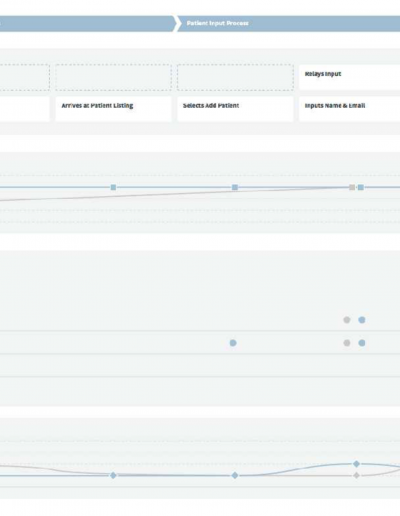 Patient Input Process
Relays Input
Arrives at Patient Listing
Selects Add Patient
Inputs Name & Email